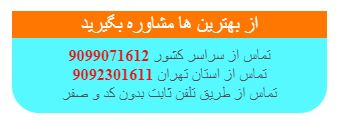 از بهترین ها مشاوره بگیرید
تماس از سراسر کشور 9099071612
تماس از استان تهران 9092301611
تماس از طریق تلفن ثابت بدون کد و صفر